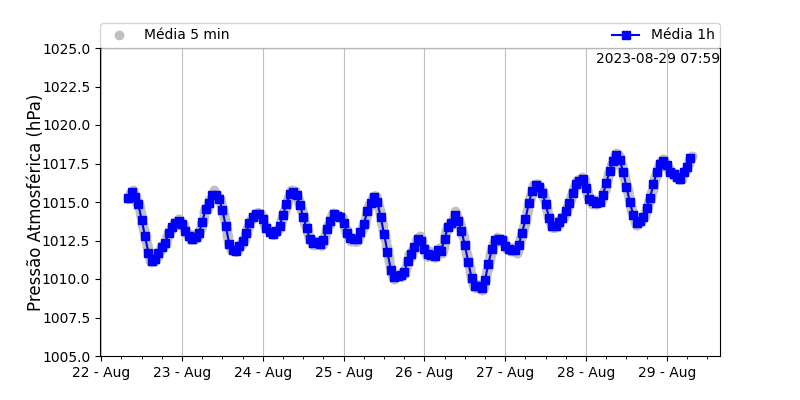 Média 5 min
Média 1h
2023-08-29 07:59
Pressão Atmosférica (hPa)
1025.0
1022.5
1020.0
1017.5
1015.0
1012.5
1010.0
1007.5
1005.0
22 - Aug
23 - Aug
24 - Aug
25 - Aug
26 - Aug
27 - Aug
28 - Aug
29 - Aug